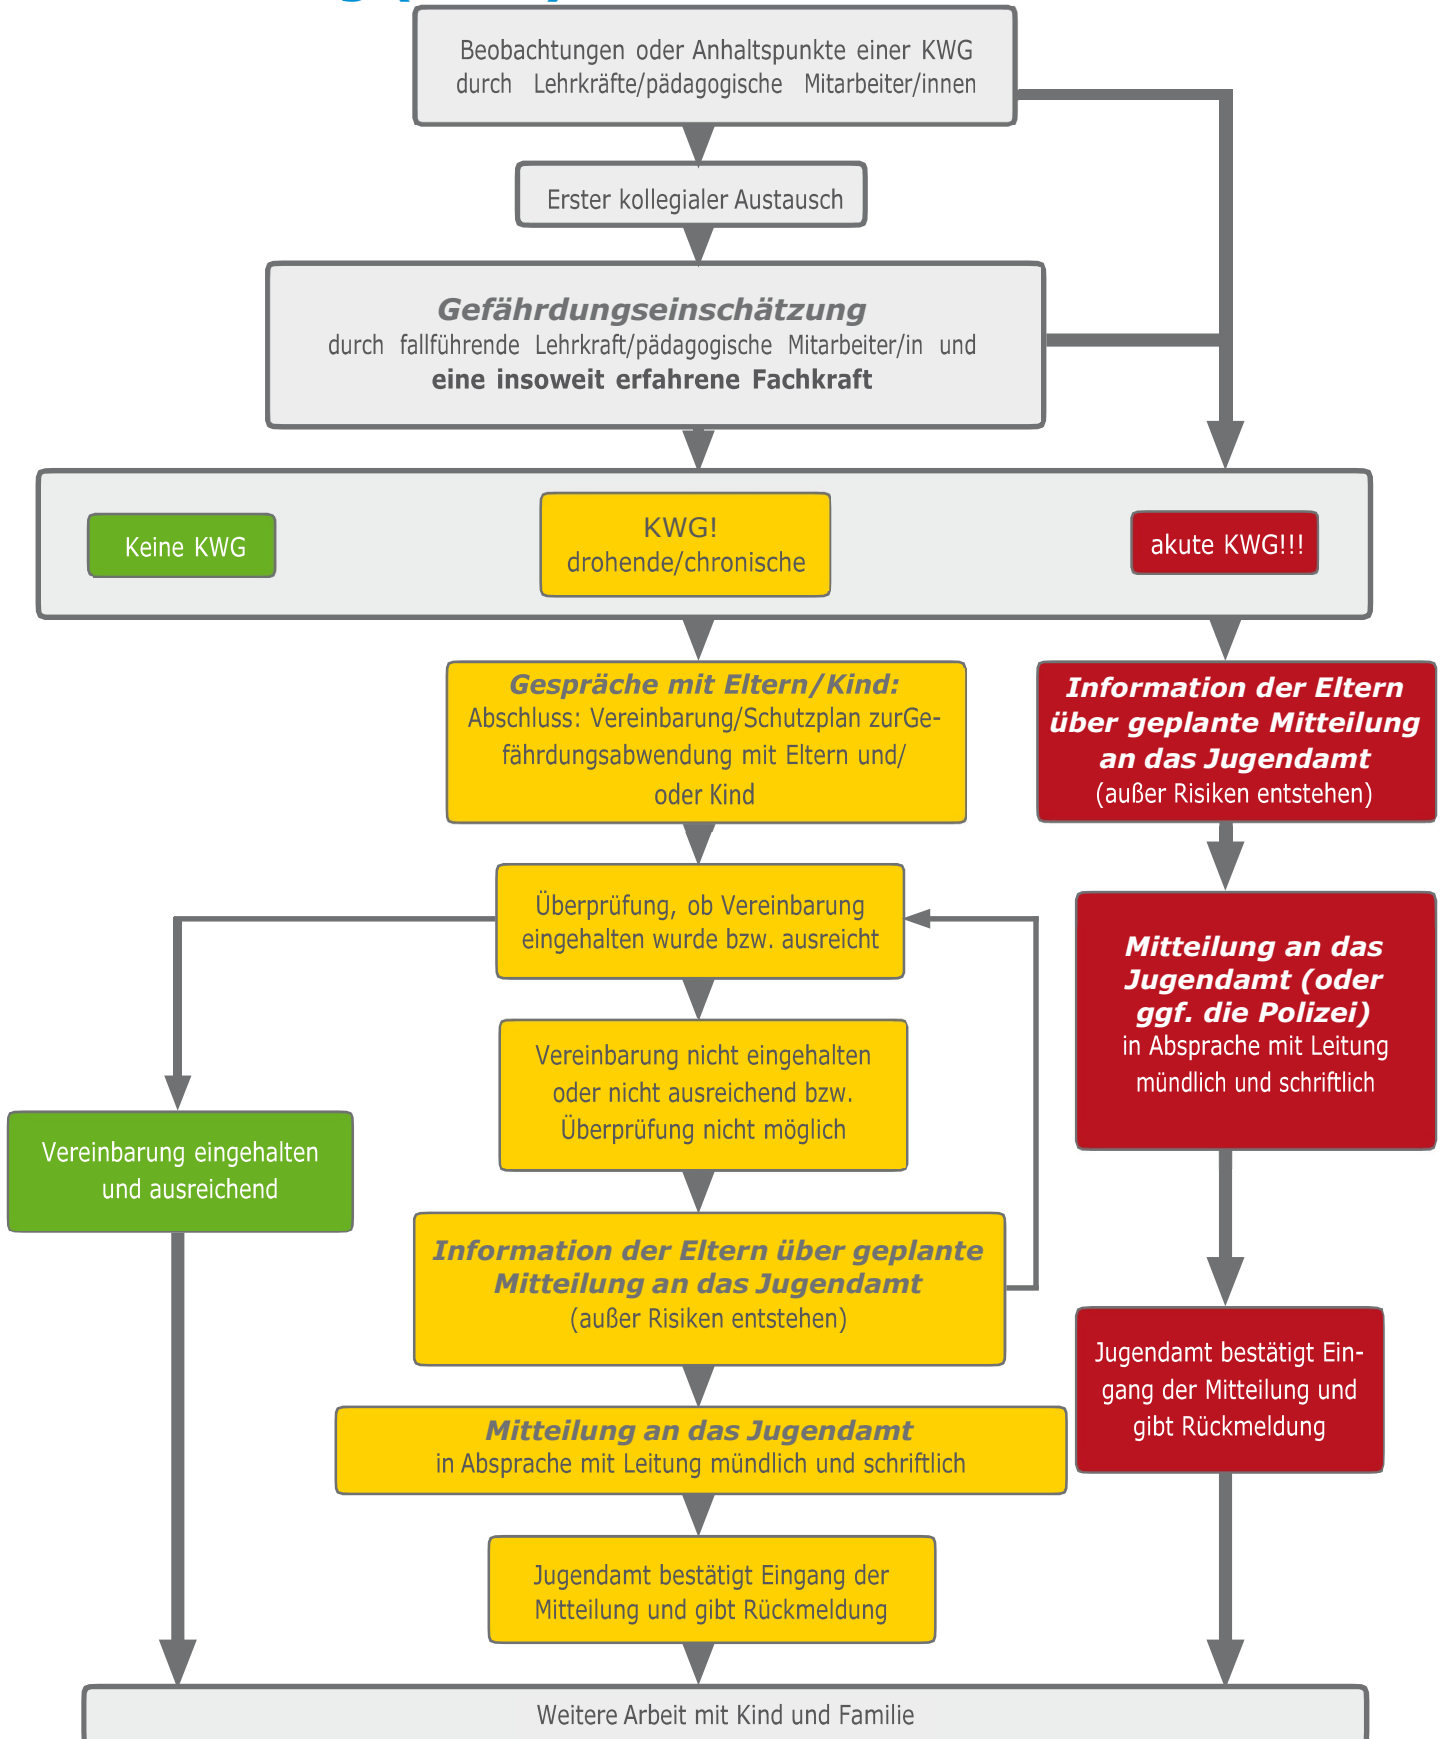 Beobachtungen oder Anhaltspunkte einer KWG
durch Lehrkräfte/pädagogische Mitarbeiter/innen
Erster kollegialer Austausch
Gefährdungseinschätzung
durch fallführende Lehrkraft/pädagogische Mitarbeiter/in und
eine insoweit erfahrene Fachkraft
Keine KWG
KWG!
drohende/chronische
akute KWG!!!
Gespräche mit Eltern/Kind:
Abschluss: Vereinbarung/Schutzplan zurGe-
fährdungsabwendung mit Eltern und/
oder Kind
Information der Eltern
über geplante Mitteilung
an das Jugendamt
(außer Risiken entstehen)
Überprüfung, ob Vereinbarung
eingehalten wurde bzw. ausreicht
Mitteilung an das
Jugendamt (oder
ggf. die Polizei)
in Absprache mit Leitung
mündlich und schriftlich
Vereinbarung nicht eingehalten
oder nicht ausreichend bzw.
Überprüfung nicht möglich
Vereinbarung eingehalten
und ausreichend
Information der Eltern über geplante
Mitteilung an das Jugendamt
(außer Risiken entstehen)
Jugendamt bestätigt Ein-
gang der Mitteilung und
gibt Rückmeldung
Mitteilung an das Jugendamt
in Absprache mit Leitung mündlich und schriftlich
Jugendamt bestätigt Eingang der
Mitteilung und gibt Rückmeldung
Weitere Arbeit mit Kind und Familie